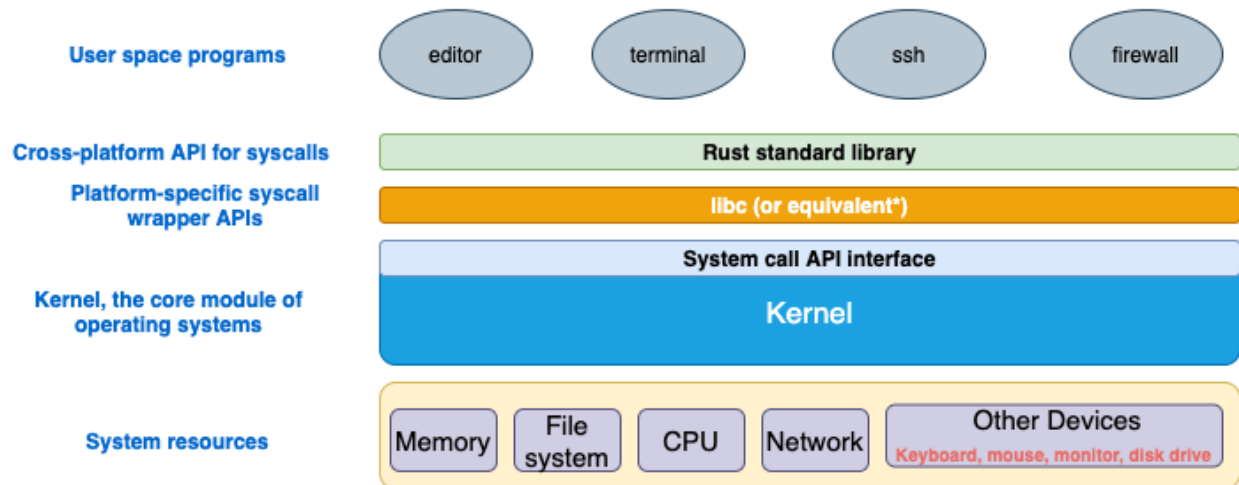 User space programs
editor
terminal
ssh
firewall
Cross-platform API for syscalls
Rust standard library
Platform-specific syscall
wrapper APIs
libc (or equivalent*)
System call API interface
Kernel, the core module of
operating systems
Kernel
System resources
Memory
File
system
CPU
Network
Other Devices
Keyboard, mouse, monitor, disk drive